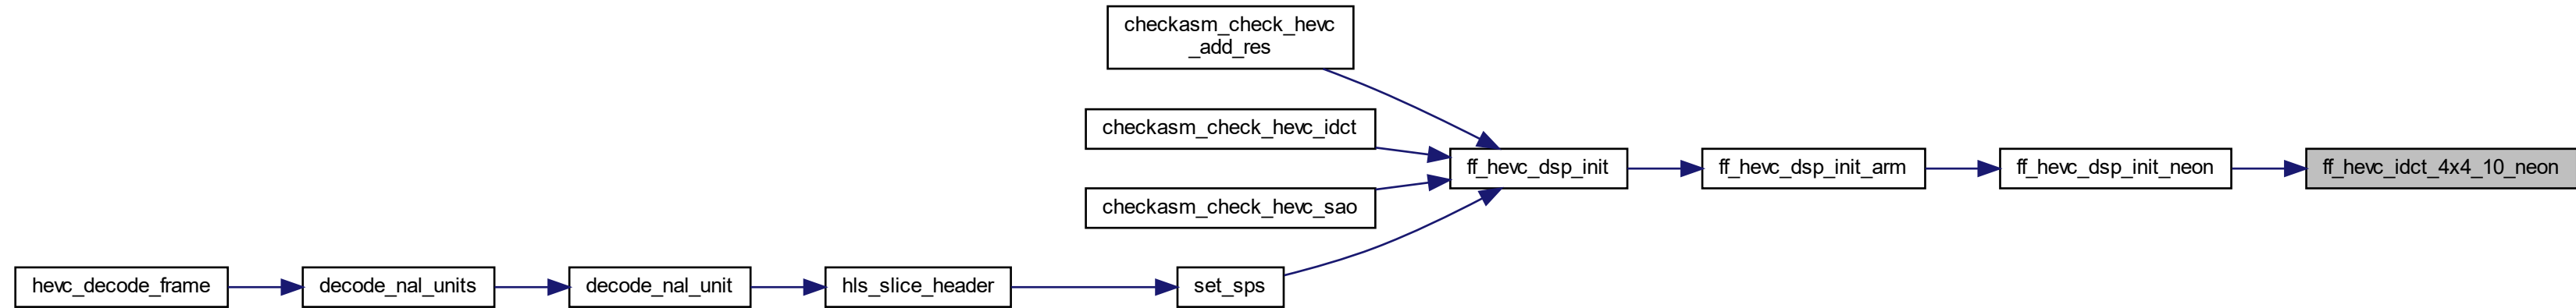 checkasm_check_hevc
_add_res
checkasm_check_hevc_idct
ff_hevc_dsp_init
ff_hevc_dsp_init_arm
ff_hevc_dsp_init_neon
ff_hevc_idct_4x4_10_neon
checkasm_check_hevc_sao
hevc_decode_frame
decode_nal_units
decode_nal_unit
hls_slice_header
set_sps